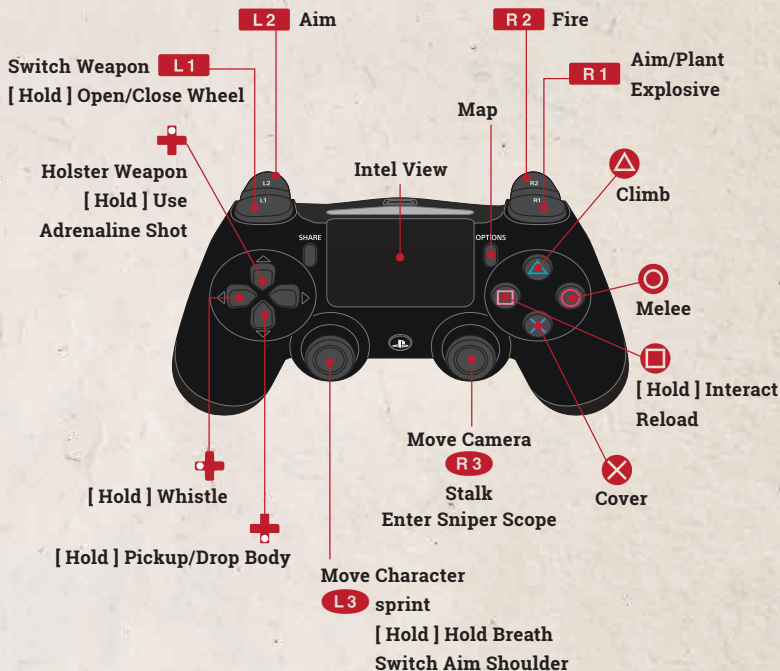 L2 Aim
R2 Fire
Switch Weapon L1
[ Hold ] Open/Close Wheel
R1 Aim/Plant
Explosive
Map
Holster Weapon
[ Hold ] Use
Adrenaline Shot
Intel View
Climb
L2
L1
R2
R1
SHARE
OPTIONS
Melee
[ Hold ] Interact
Reload
Cover
Move Camera
R3
Stalk
Enter Sniper Scope
[ Hold ] Whistle
[ Hold ] Pickup/Drop Body
Move Character
L3 sprint
[ Hold ] Hold Breath
Switch Aim Shoulder